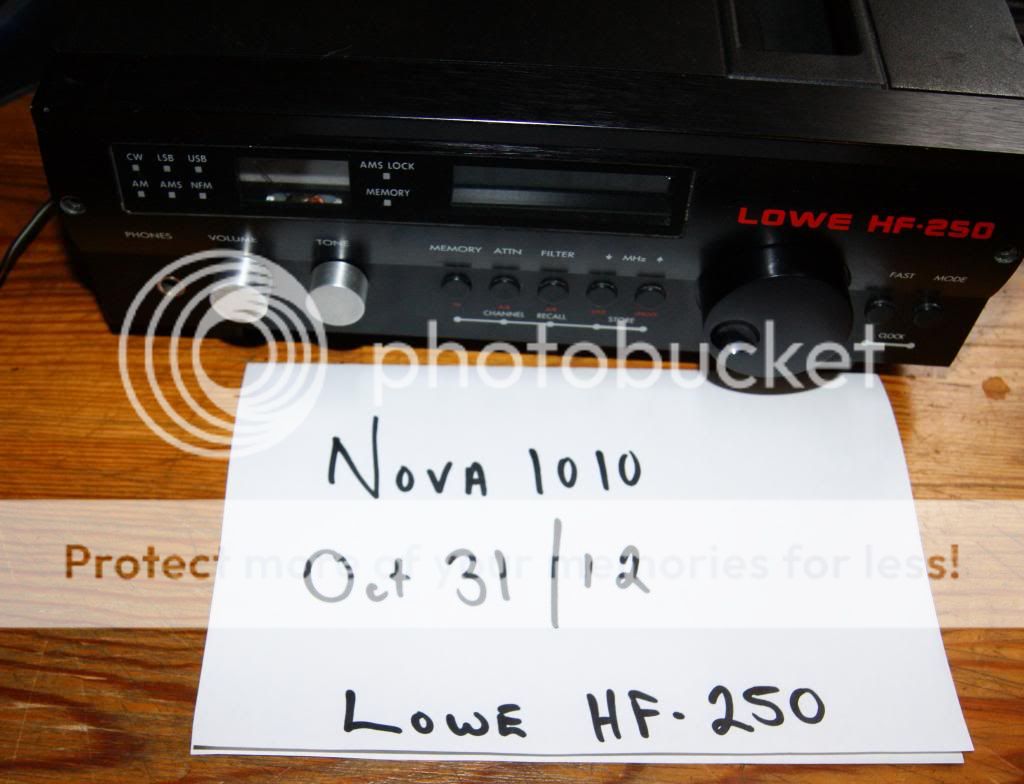 CW LSB USB
AM AMS NFM
AMS LOCK
MEMORY
LOWE HF-250
PHONES VOLUME TONE
MEMORY ATTN FILTER MHz
FAST MODE
CHANNEL RECALL STORE
CLOCK
photobucket
Nova 1010
Protect more of your memories for less!
Oct 31/12
Lowe HF-250